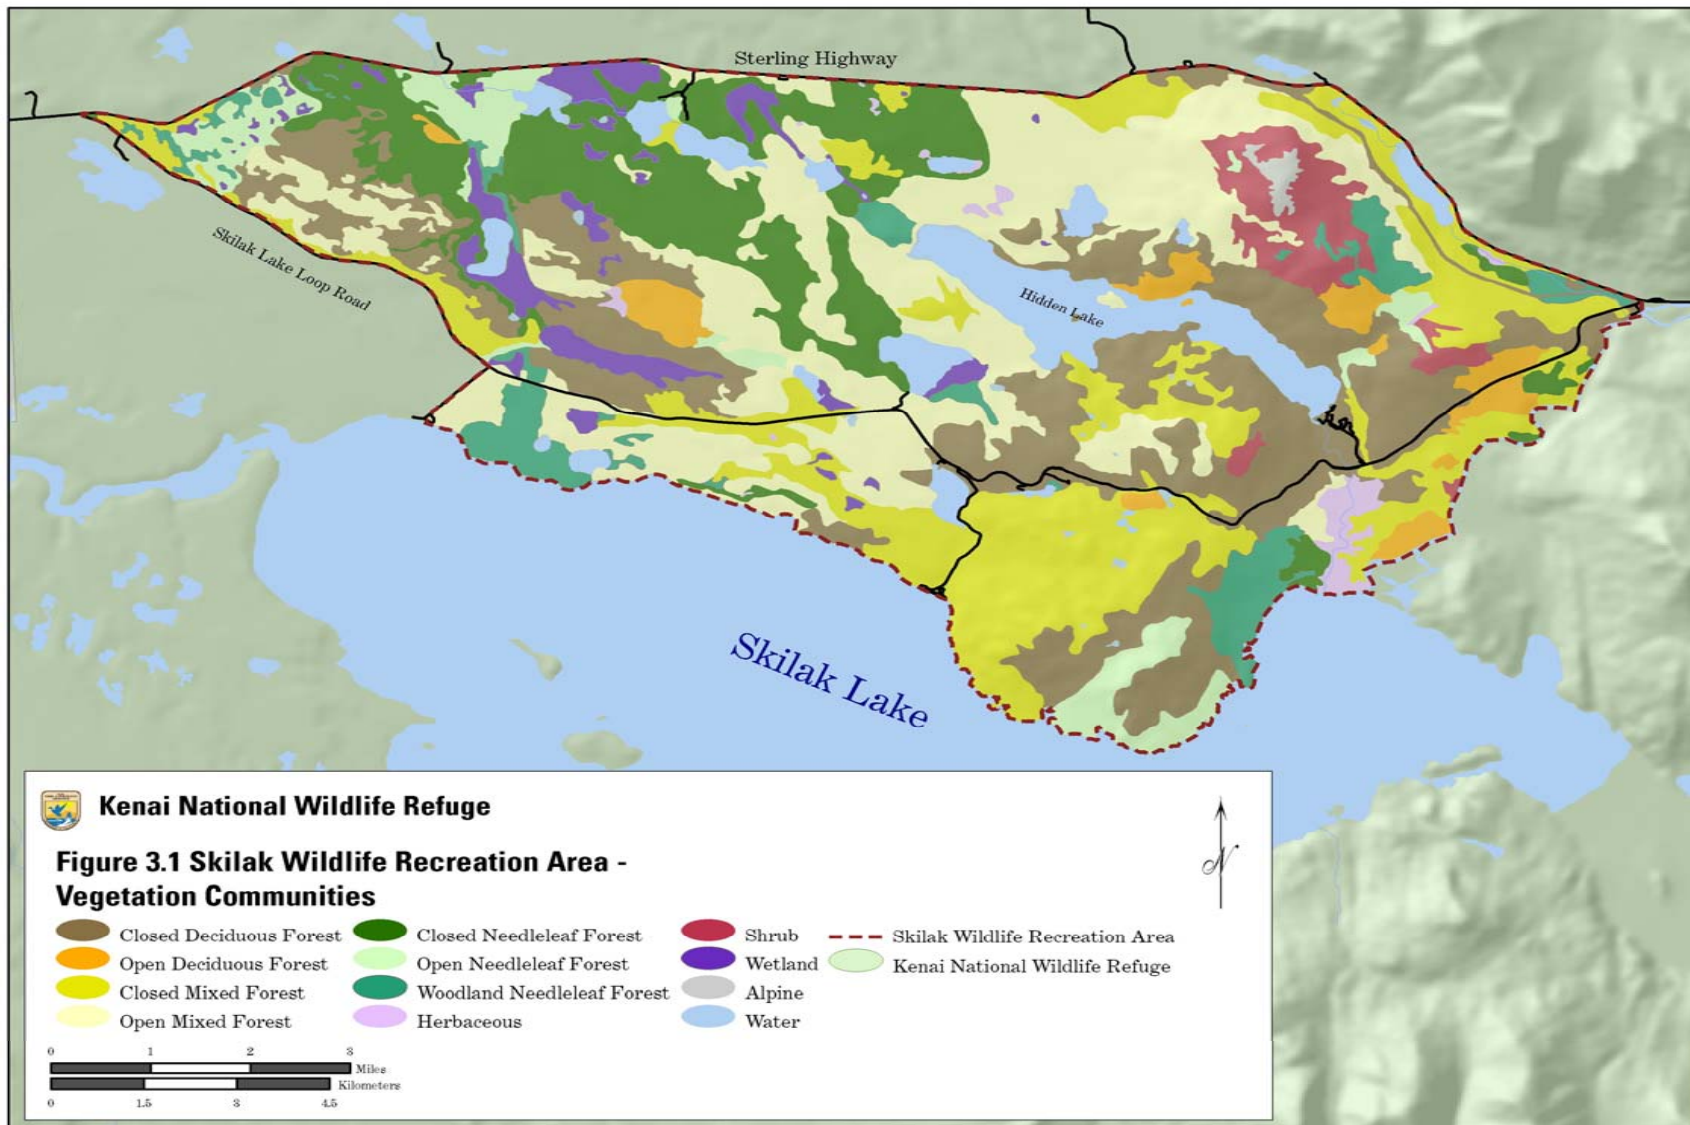 Sterling Highway
Skilak Lake Loop Road
Hidden Lake
Skilak Lake
Kenai National Wildlife Refuge
Figure 3.1 Skilak Wildlife Recreation Area -
Vegetation Communities
Closed Deciduous Forest
Open Deciduous Forest
Closed Mixed Forest
Open Mixed Forest
Closed Needleleaf Forest
Open Needleleaf Forest
Woodland Needleleaf Forest
Herbaceous
Shrub
Wetland
Alpine
Water
Skilak Wildlife Recreation Area
Kenai National Wildlife Refuge
N
0 1 2 3
Miles
Kilometers
0 1.5 3 4.5